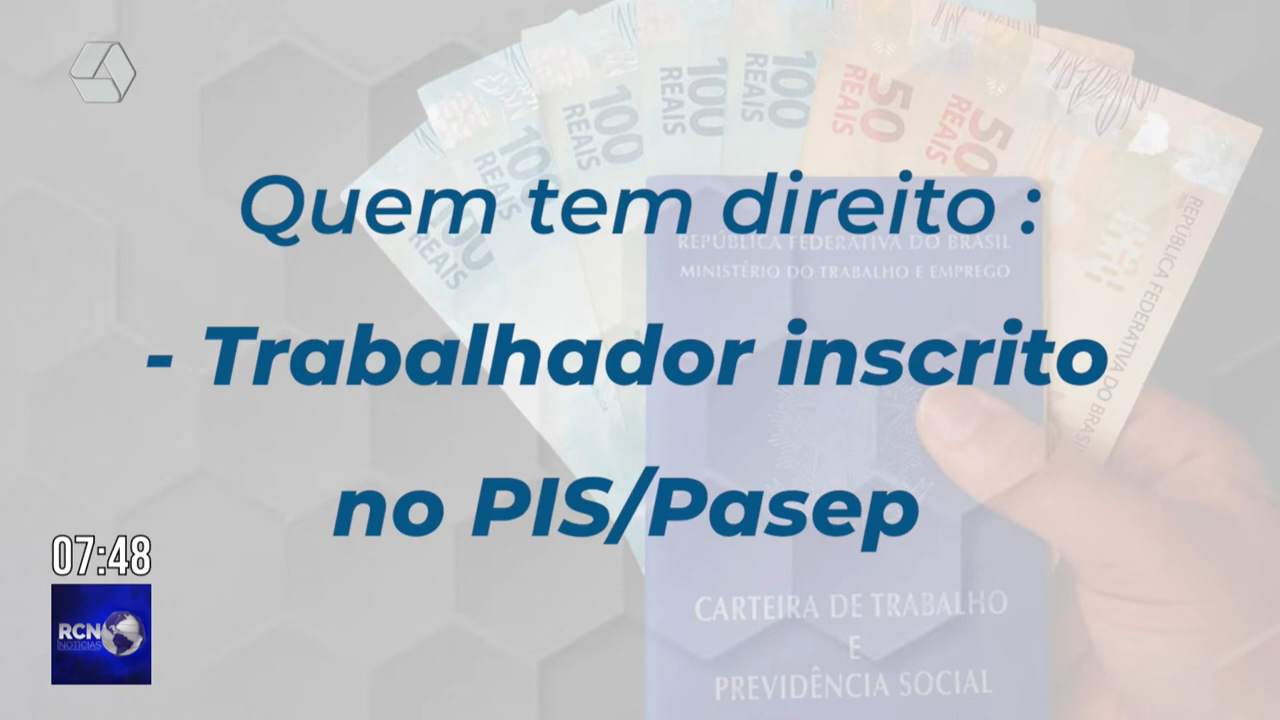 Quem tem direito :
- Trabalhador inscrito
no PIS/Pasep
100
REAIS
100
REAIS
100
REAIS
100
REAIS
50
REAIS
50
REAIS
REPÚBLICA FEDERATIVA DO BRASIL
REPÚBLICA FEDERATIVA DO BRASIL
MINISTÉRIO DO TRABALHO E EMPREGO
CARTEIRA DE TRABALHO
E
PREVIDÊNCIA SOCIAL
07:48
RCN
NOTÍCIAS